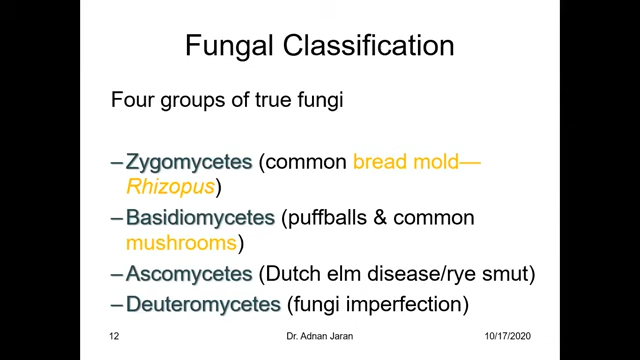 Fungal Classification
Four groups of true fungi
–Zygomycetes (common bread mold—
Rhizopus)
–Basidiomycetes (puffballs & common
mushrooms)
–Ascomycetes (Dutch elm disease/rye smut)
–Deuteromycetes (fungi imperfection)
12 Dr. Adnan Jaran 10/17/2020